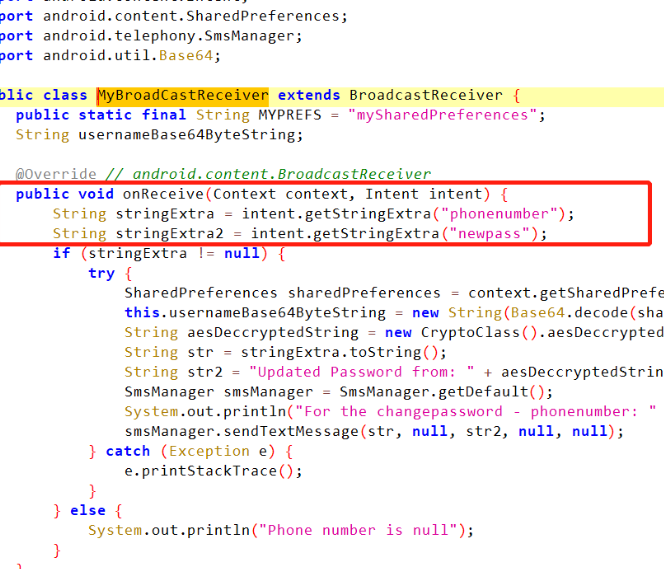 port android.content.SharedPreferences;
port android.telephony.SmsManager;
port android.util.Base64;
blic class MyBroadCastReceiver extends BroadcastReceiver {
public static final String MYPREFS = "mySharedPreferences";
String usernameBase64ByteString;
@Override // android.content.BroadcastReceiver
public void onReceive(Context context, Intent intent) {
String stringExtra = intent.getStringExtra("phonenumber");
String stringExtra2 = intent.getStringExtra("newpass");
if (stringExtra != null) {
try {
SharedPreferences sharedPreferences = context.getSharedPrefe
this.usernameBase64ByteString = new String(Base64.decode(sha
String aesDeccryptedString = new CryptoClass().aesDeccrypted
String str = stringExtra.toString();
String str2 = "Updated Password from: " + aesDeccryptedStrin
SmsManager smsManager = SmsManager.getDefault();
System.out.println("For the changepassword - phonenumber: "
smsManager.sendTextMessage(str, null, str2, null, null);
} catch (Exception e) {
e.printStackTrace();
}
} else {
System.out.println("Phone number is null");
}